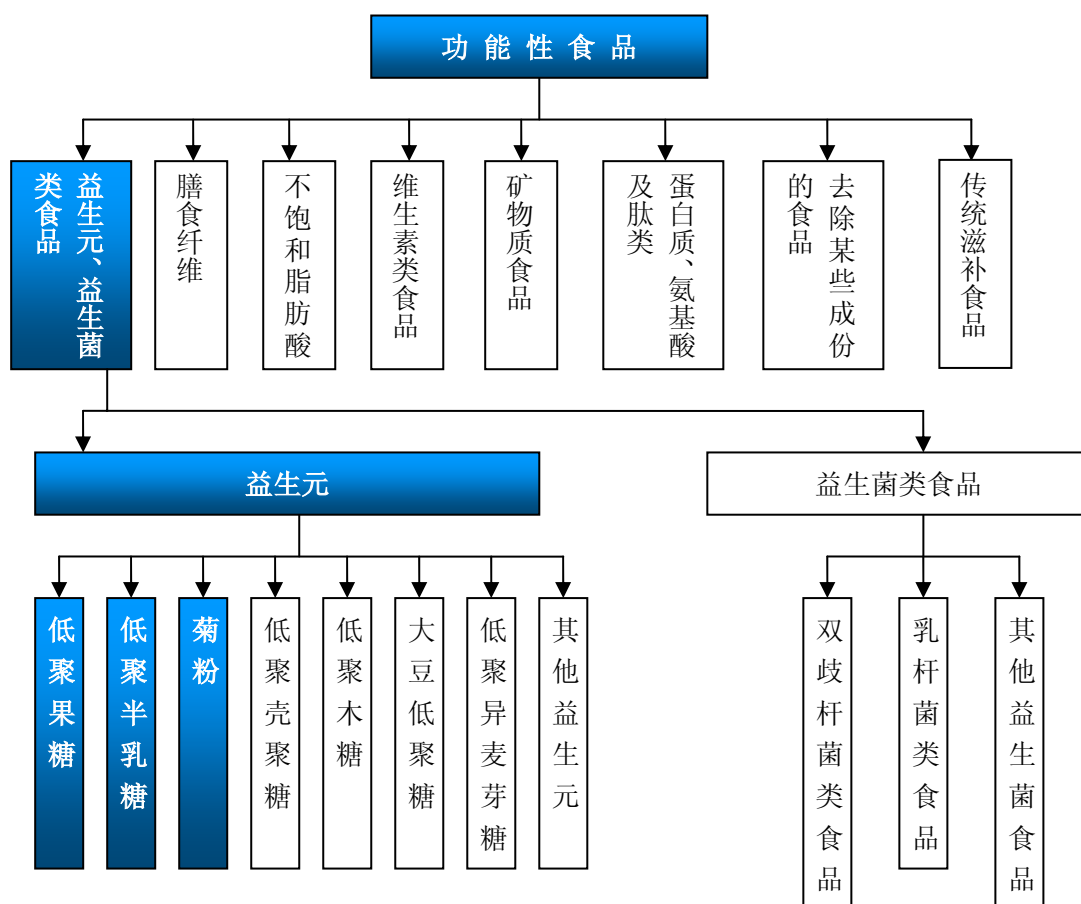 功能性食品
益生元、益生菌
类食品
膳食纤维
不饱和脂肪酸
维生素类食品
矿物质食品
蛋白质、氨基酸
及肽类
去除某些成份
的食品
传统滋补食品
益生元
益生菌类食品
低聚果糖
低聚半乳糖
菊粉
低聚壳聚糖
低聚木糖
大豆低聚糖
低聚异麦芽糖
其他益生元
双歧杆菌类食品
乳杆菌类食品
其他益生菌食品